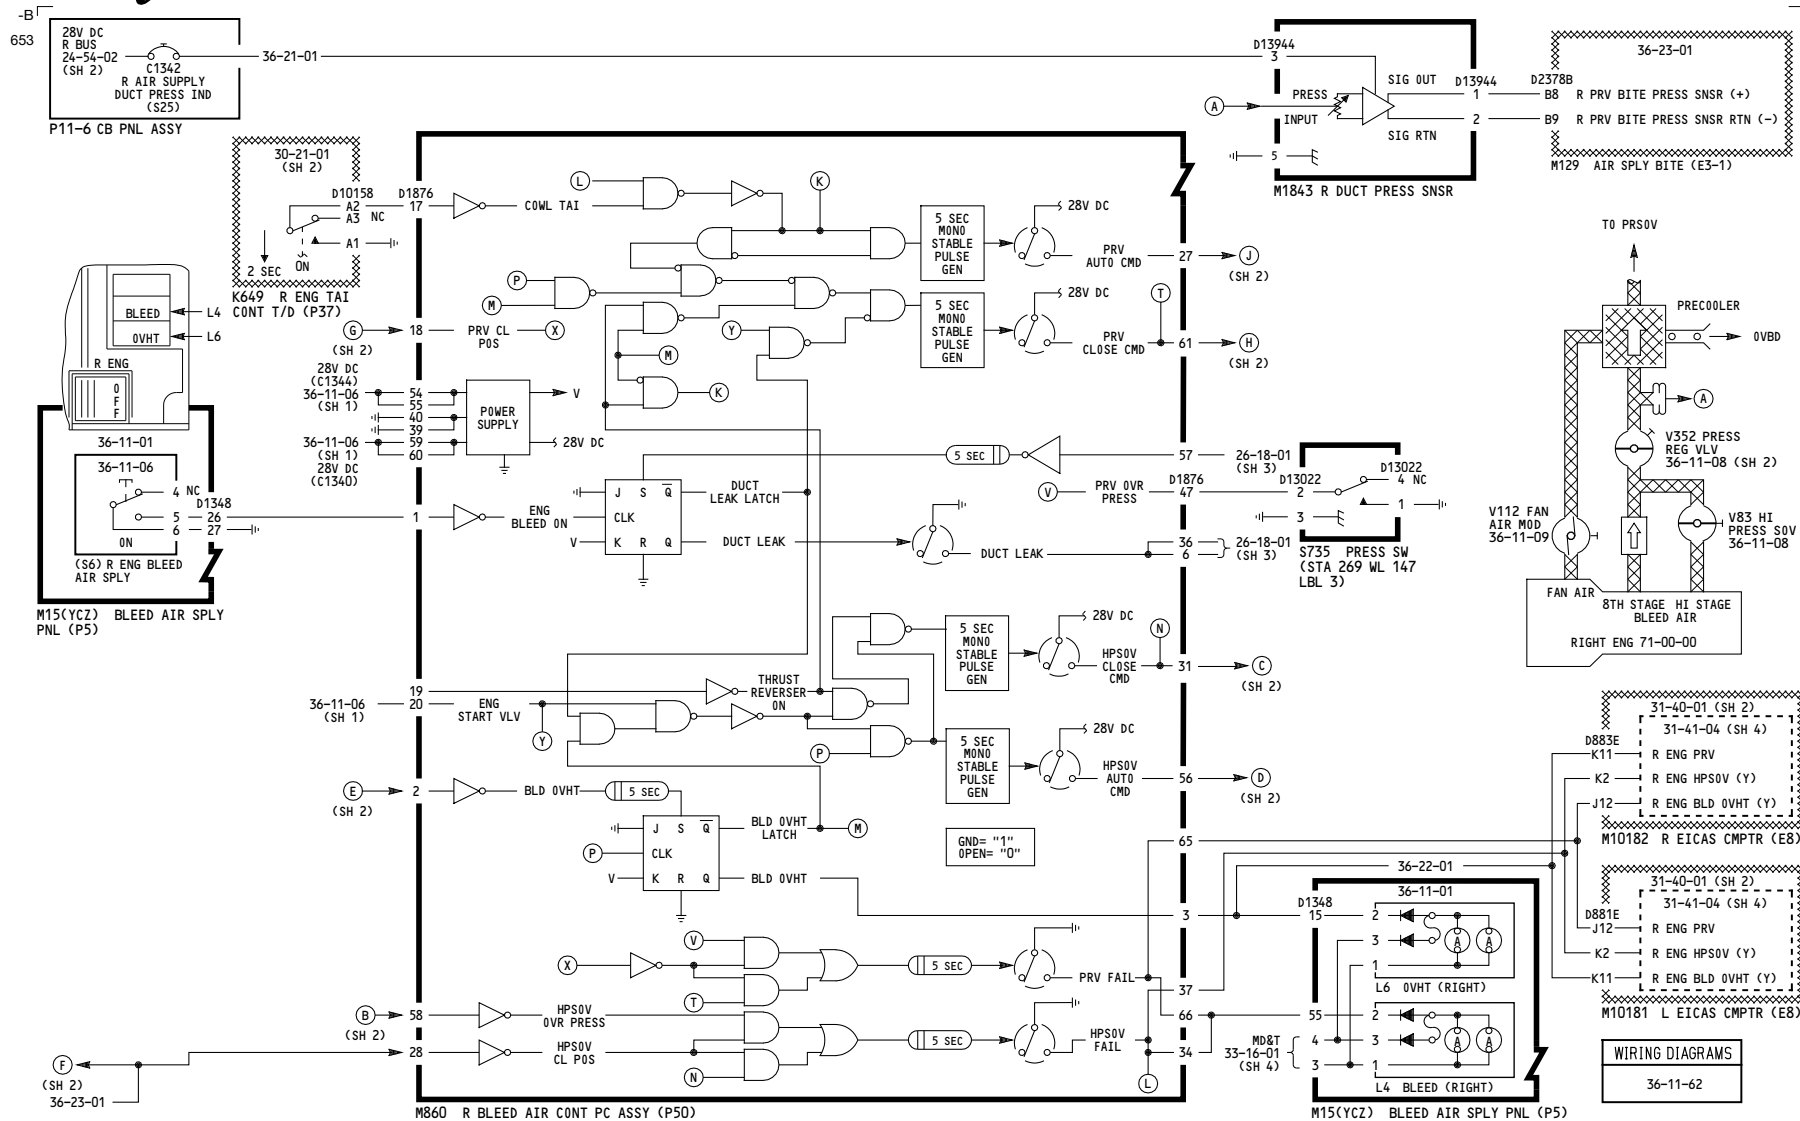 -B
653
28V DC
R BUS
24-54-02
(SH 2)
C1342
R AIR SUPPLY
DUCT PRESS IND
(S25)
36-21-01
P11-6 CB PNL ASSY
D13944
3
A
PRESS
INPUT
SIG OUT
SIG RTN
5
D13944
1
2
M1843 R DUCT PRESS SNSR
36-23-01
D2378B
B8 R PRV BITE PRESS SNSR (+)
B9 R PRV BITE PRESS SNSR RTN (-)
M129 AIR SPLY BITE (E3-1)
30-21-01
(SH 2)
D10158
A2
A3 NC
A1
2 SEC
ON
K649 R ENG TAI
CONT T/D (P37)
D1876
17
COWL TAI
L
K
5 SEC
MONO
STABLE
PULSE
GEN
28V DC
PRV
AUTO CMD
27
J
(SH 2)
P
M
5 SEC
MONO
STABLE
PULSE
GEN
28V DC
PRV
CLOSE CMD
T
61
H
(SH 2)
BLEED
L4
OVHT
L6
R ENG
O
F
F
G
(SH 2)
18
PRV CL
POS
X
Y
M
K
28V DC
(C1344)
36-11-06
(SH 1)
54
55
40
39
59
60
36-11-06
(SH 1)
28V DC
(C1340)
POWER
SUPPLY
V
28V DC
36-11-01
36-11-06
4 NC
D1348
5 26
6 27
ON
(S6) R ENG BLEED
AIR SPLY
M15(YCZ) BLEED AIR SPLY
PNL (P5)
1
ENG
BLEED ON
J S Q
CLK
K R Q
V
DUCT
LEAK LATCH
DUCT LEAK
5 SEC
57
26-18-01
(SH 3)
V
PRV OVR
PRESS
D1876
47
DUCT LEAK
36
6
26-18-01
(SH 3)
D13022
2
3
D13022
4 NC
1
S735 PRESS SW
(STA 269 WL 147
LBL 3)
TO PRSOV
PRECOOLER
OVBD
A
V352 PRESS
REG VLV
36-11-08 (SH 2)
V112 FAN
AIR MOD
36-11-09
V83 HI
PRESS SOV
36-11-08
FAN AIR
8TH STAGE HI STAGE
BLEED AIR
RIGHT ENG 71-00-00
5 SEC
MONO
STABLE
PULSE
GEN
28V DC
HPSOV
CLOSE
CMD
N
31
C
(SH 2)
19
THRUST
REVERSER
ON
36-11-06
(SH 1)
20
ENG
START VLV
Y
P
5 SEC
MONO
STABLE
PULSE
GEN
28V DC
HPSOV
AUTO
CMD
56
D
(SH 2)
E
(SH 2)
2
BLD OVHT
5 SEC
J S Q
CLK
K R Q
P
V
BLD OVHT
LATCH
M
BLD OVHT
GND= "1"
OPEN= "0"
65
3
36-22-01
31-40-01 (SH 2)
31-41-04 (SH 4)
D883E
K11 R ENG PRV
K2 R ENG HPSOV (Y)
J12 R ENG BLD OVHT (Y)
M10182 R EICAS CMPTR (E8)
31-40-01 (SH 2)
31-41-04 (SH 4)
D881E
J12 R ENG PRV
K2 R ENG HPSOV (Y)
K11 R ENG BLD OVHT (Y)
M10181 L EICAS CMPTR (E8)
36-11-01
D1348
15
2
3
1
A A
L6 OVHT (RIGHT)
X
V
T
5 SEC
PRV FAIL
37
66
55
2
3
1
A A
L4 BLEED (RIGHT)
B
(SH 2)
58
HPSOV
OVR PRESS
28
HPSOV
CL POS
N
5 SEC
HPSOV
FAIL
34
L
MD&T
33-16-01
(SH 4)
4
3
F
(SH 2)
36-23-01
M860 R BLEED AIR CONT PC ASSY (P50)
M15(YCZ) BLEED AIR SPLY PNL (P5)
WIRING DIAGRAMS
36-11-62